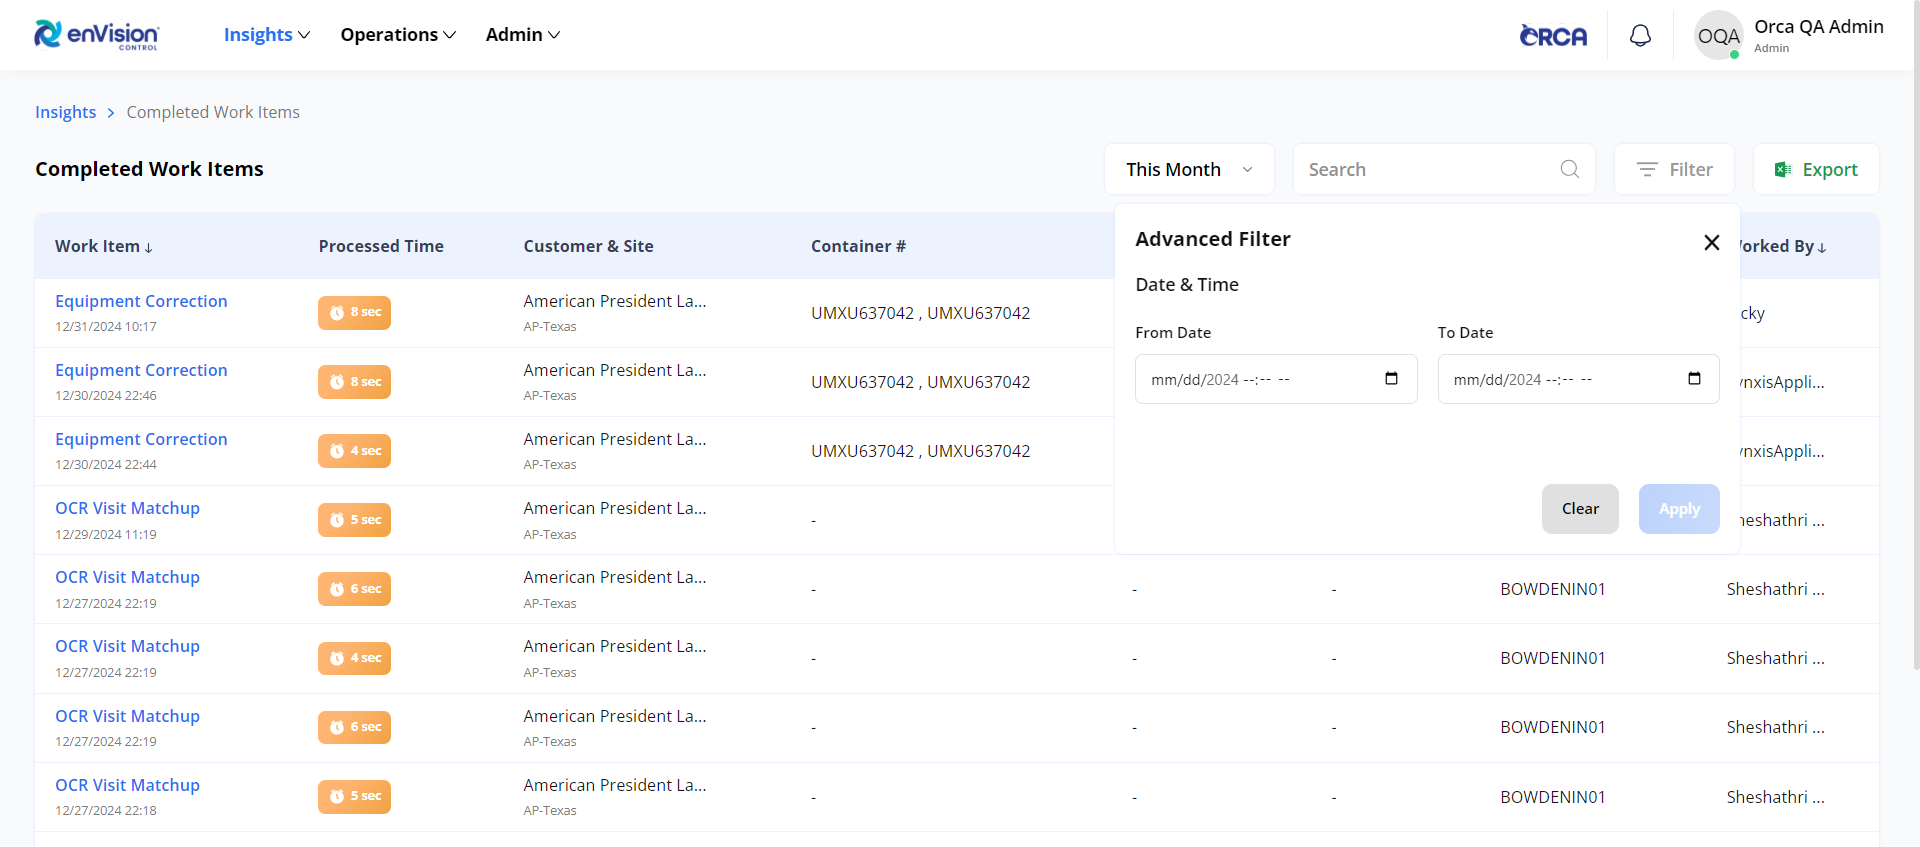 enVision
CONTROL
Insights
Operations
Admin
ORCA
OQA
Orca QA Admin
Admin
Insights > Completed Work Items
Completed Work Items
This Month
Search
Filter
Export
Work Item ↓
Processed Time
Customer & Site
Container #
↓
Advanced Filter
Date & Time
From Date
To Date
mm/dd/2024 --:-- --
mm/dd/2024 --:-- --
Clear
Apply
Equipment Correction
12/31/2024 10:17
8 sec
American President La...
AP-Texas
UMXU637042 , UMXU637042
cky
Equipment Correction
12/30/2024 22:46
8 sec
American President La...
AP-Texas
UMXU637042 , UMXU637042
nxisAppli...
Equipment Correction
12/30/2024 22:44
4 sec
American President La...
AP-Texas
UMXU637042 , UMXU637042
nxisAppli...
OCR Visit Matchup
12/29/2024 11:19
5 sec
American President La...
AP-Texas
-
heshathri ...
OCR Visit Matchup
12/27/2024 22:19
6 sec
American President La...
AP-Texas
-
-
-
BOWDENIN01
Sheshathri ...
OCR Visit Matchup
12/27/2024 22:19
4 sec
American President La...
AP-Texas
-
-
-
BOWDENIN01
Sheshathri ...
OCR Visit Matchup
12/27/2024 22:19
6 sec
American President La...
AP-Texas
-
-
-
BOWDENIN01
Sheshathri ...
OCR Visit Matchup
12/27/2024 22:18
5 sec
American President La...
AP-Texas
-
-
-
BOWDENIN01
Sheshathri ...